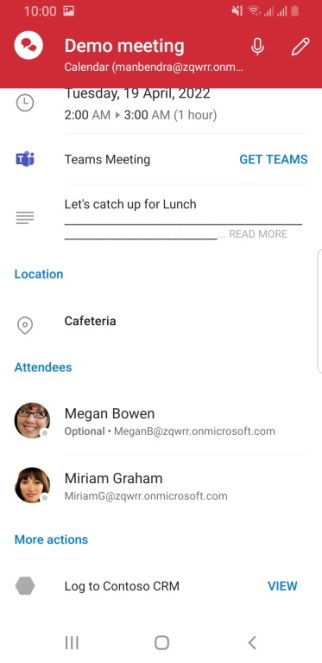 10:00
Demo meeting
Calendar (manbendra@zqwrr.onm...
Tuesday, 19 April, 2022
2:00 AM ▸ 3:00 AM (1 hour)
Teams Meeting GET TEAMS
Let's catch up for Lunch
... READ MORE
Location
Cafeteria
Attendees
Megan Bowen
Optional • MeganB@zqwrr.onmicrosoft.com
Miriam Graham
MiriamG@zqwrr.onmicrosoft.com
More actions
Log to Contoso CRM VIEW